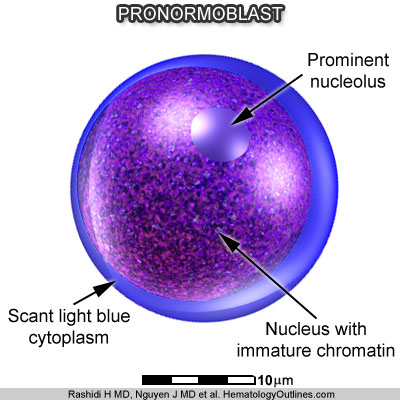 PRONORMOBLAST
Prominent
nucleolus
Scant light blue
cytoplasm
Nucleus with
immature chromatin
10μm
Rashidi H MD, Nguyen J MD et al. HematologyOutlines.com